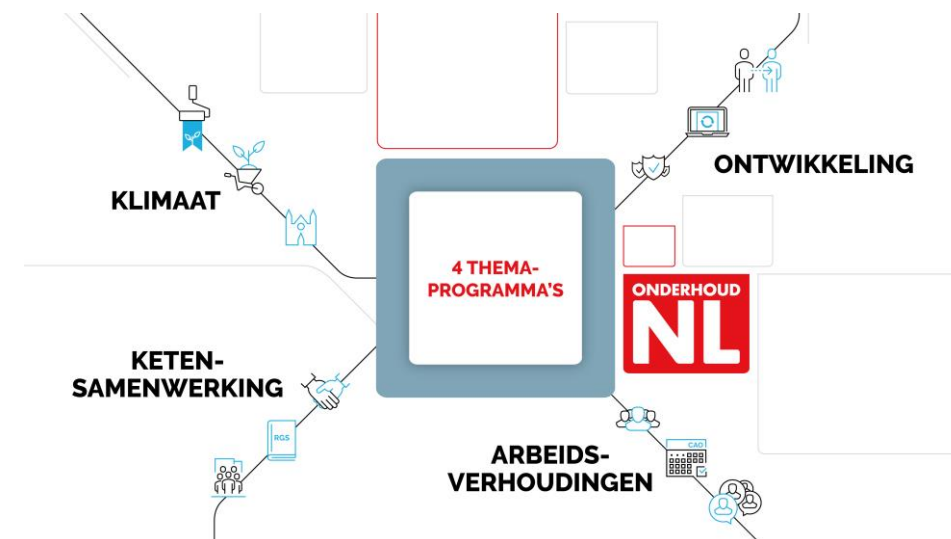 ONTWIKKELING
KLIMAAT
4 THEMA-
PROGRAMMA'S
ONDERHOUD
NL
KETEN-
SAMENWERKING
RGS
CAO
ARBEIDS-
VERHOUDINGEN